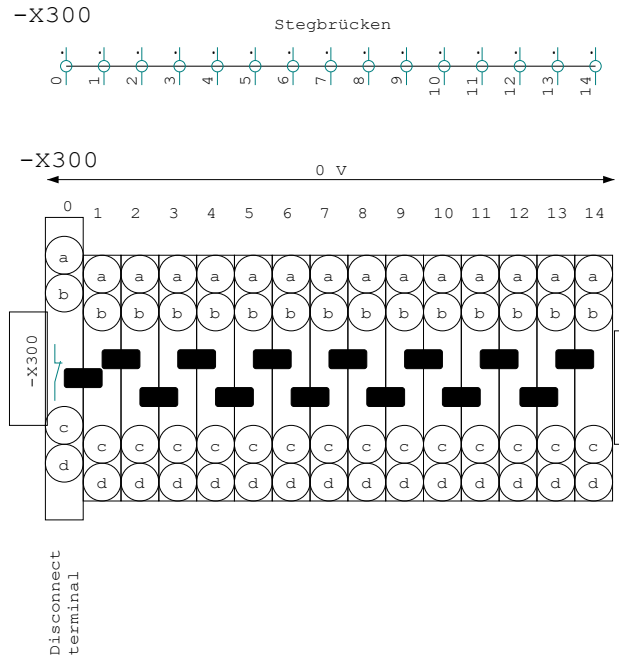 -X300
Stegbrücken
0 1 2 3 4 5 6 7 8 9 10 11 12 13 14
-X300
0 V
0 1 2 3 4 5 6 7 8 9 10 11 12 13 14
a a a a a a a a a a a a a a a
b b b b b b b b b b b b b b b
-X300
c c c c c c c c c c c c c c c
d d d d d d d d d d d d d d d
Disconnect
terminal